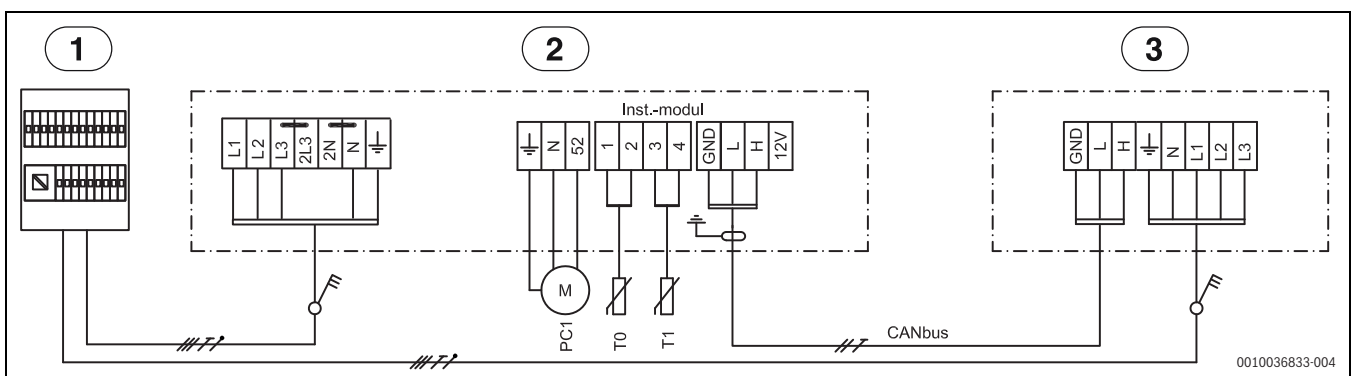 1
2
3
Inst.-modul
L1 L2 L3 2L3 2N N
N 52
1 2 3 4
GND L H 12V
GND L H N L1 L2 L3
M
PC1
T0
T1
CANbus
0010036833-004